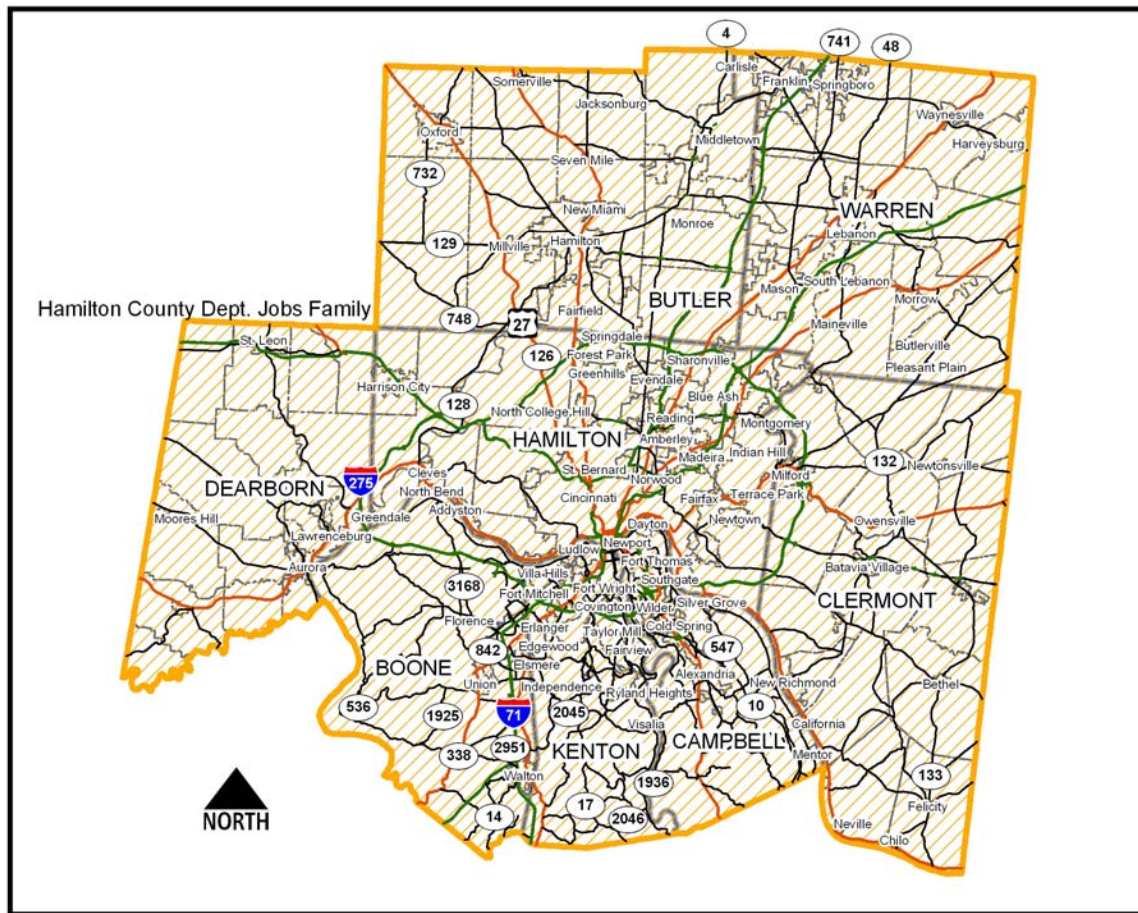 4
741
48
Carlisle
Franklin
Springboro
Somerville
Jacksonburg
Waynesville
Oxford
Middletown
Harveysburg
Seven Mile
732
New Miami
WARREN
Monroe
Lebanon
129
Millville
Hamilton
South Lebanon
Mason
BUTLER
Morrow
Hamilton County Dept. Jobs Family
Fairfield
748
27
Maineville
Springdale
St. Leon
126
Forest Park
Sharonville
Butlerville
Pleasant Plain
Greenhills
Harrison City
Evendale
Blue Ash
128
North College Hill
Reading
Montgomery
HAMILTON
Amberley
Indian Hill
Madeira
132
Newtonsville
Cleves
St. Bernard
Milford
275
Norwood
DEARBORN
North Bend
Cincinnati
Fairfax
Terrace Park
Addyston
Moores Hill
Greendale
Newtown
Owensville
Lawrenceburg
Dayton
Newport
Ludlow
Aurora
Fort Thomas
Batavia Village
Villa Hills
Southgate
3168
Fort Wright
Fort Mitchell
CLERMONT
Covington
Wilder
Silver Grove
Florence
Erlanger
Taylor Mill
Cold Spring
842
Edgewood
Fairview
547
BOONE
Elsmere
Alexandria
New Richmond
Union
Independence
Ryland Heights
Bethel
536
1925
71
2045
10
Visalia
California
338
2951
KENTON
CAMPBELL
Mentor
Walton
1936
133
17
Felicity
14
2046
NORTH
Neville
Chilo